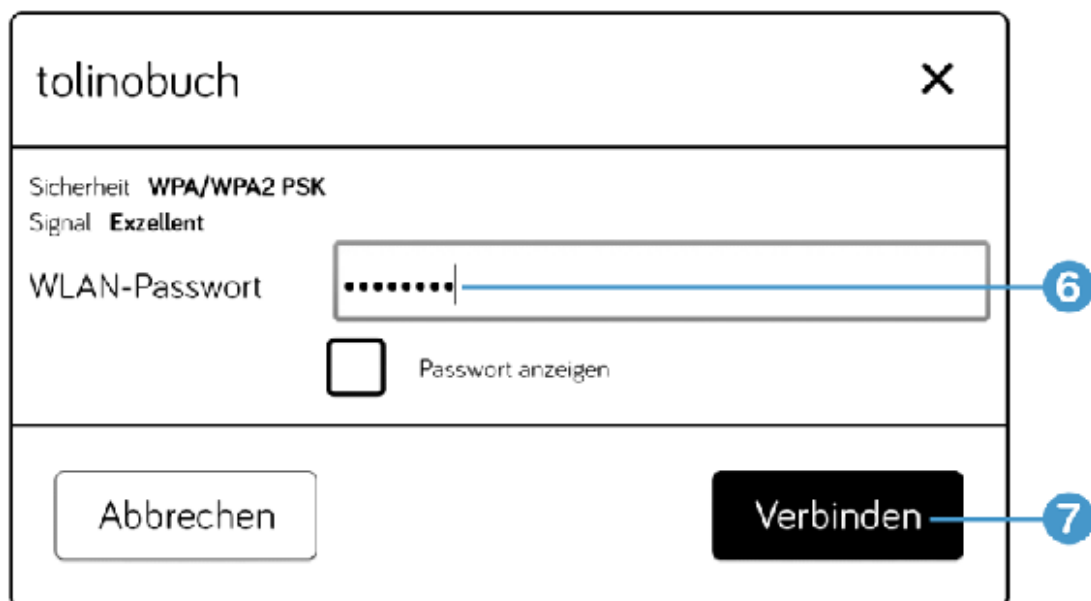 tolinobuch
Sicherheit WPA/WPA2 PSK
Signal Exzellent
WLAN-Passwort ••••••••
6
Passwort anzeigen
Abbrechen
Verbinden
7